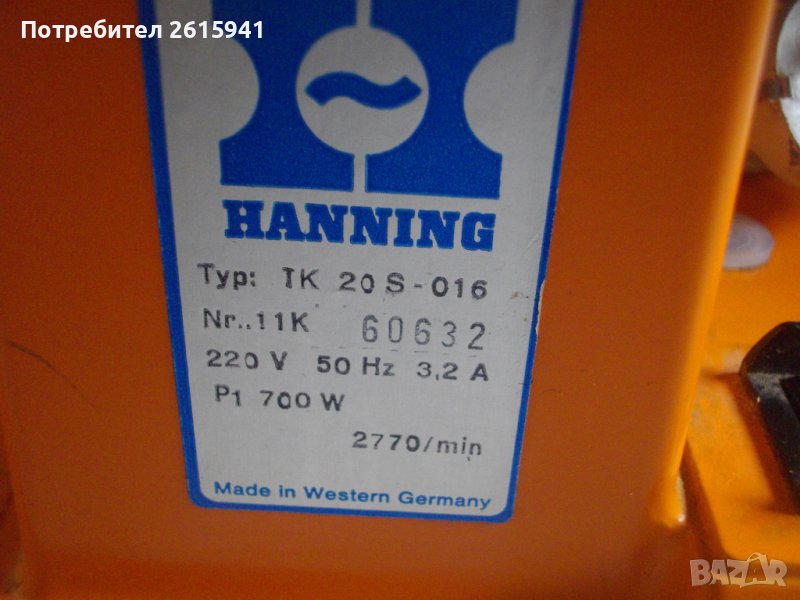 Потребител 2615941
HANNING
Typ: TK 20 S-016
Nr..11K 60632
220 V 50 Hz 3,2 A
P1 700 W
2770/min
Made in Western Germany
BAZAR